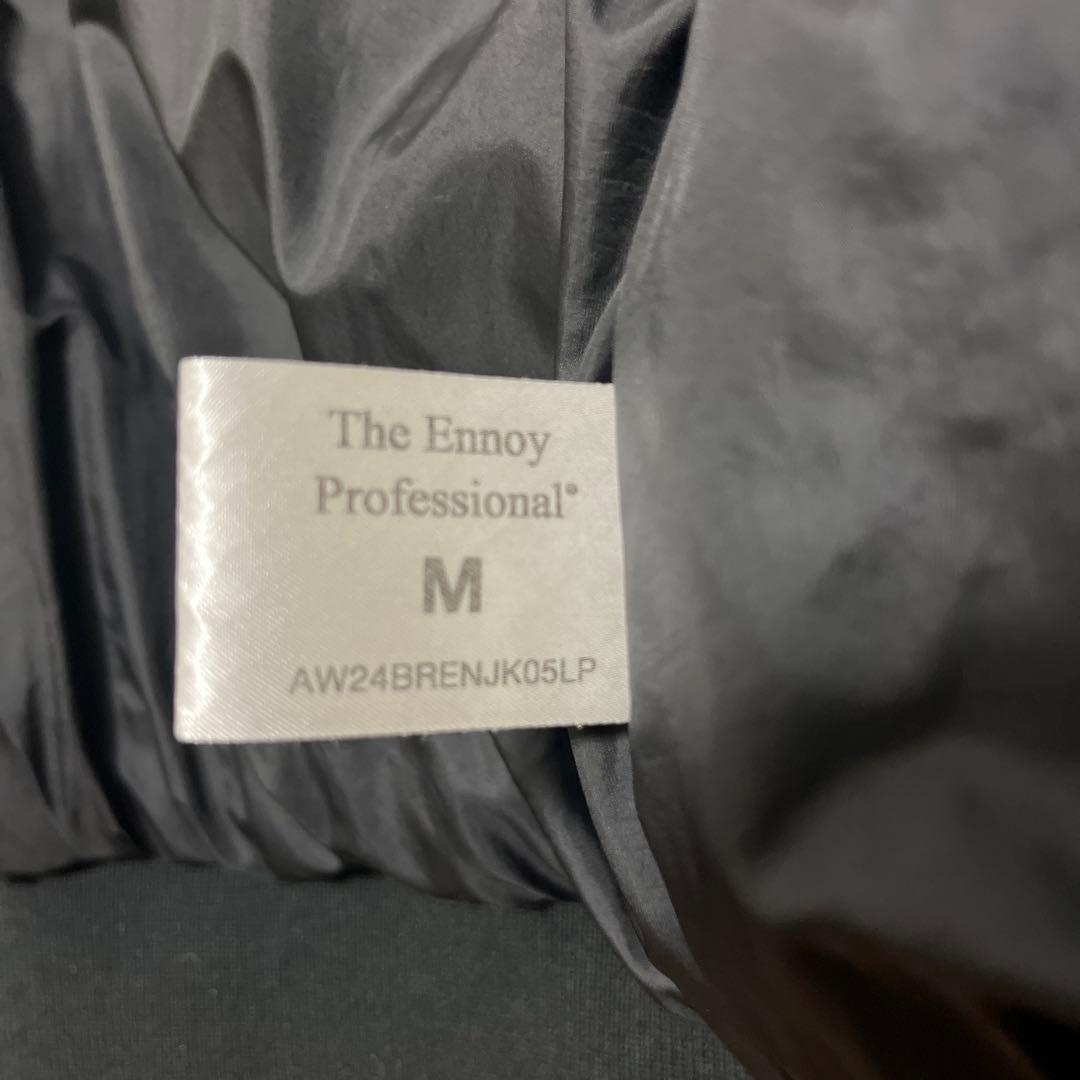 The Ennoy
Professional®
M
AW24BRENJK05LP